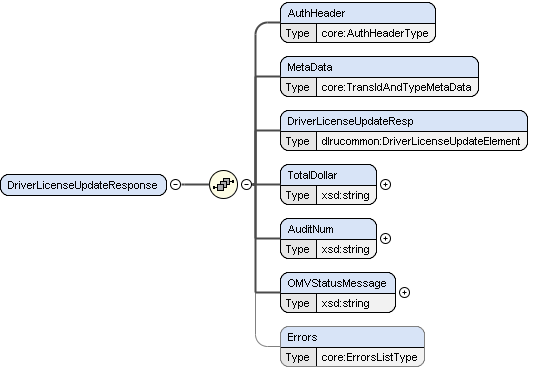 AuthHeader
Type core:AuthHeaderType
MetaData
Type core:TransIdAndTypeMetaData
DriverLicenseUpdateResp
Type dlrucommon:DriverLicenseUpdateElement
DriverLicenseUpdateResponse
TotalDollar
Type xsd:string
AuditNum
Type xsd:string
OMVStatusMessage
Type xsd:string
Errors
Type core:ErrorsListType